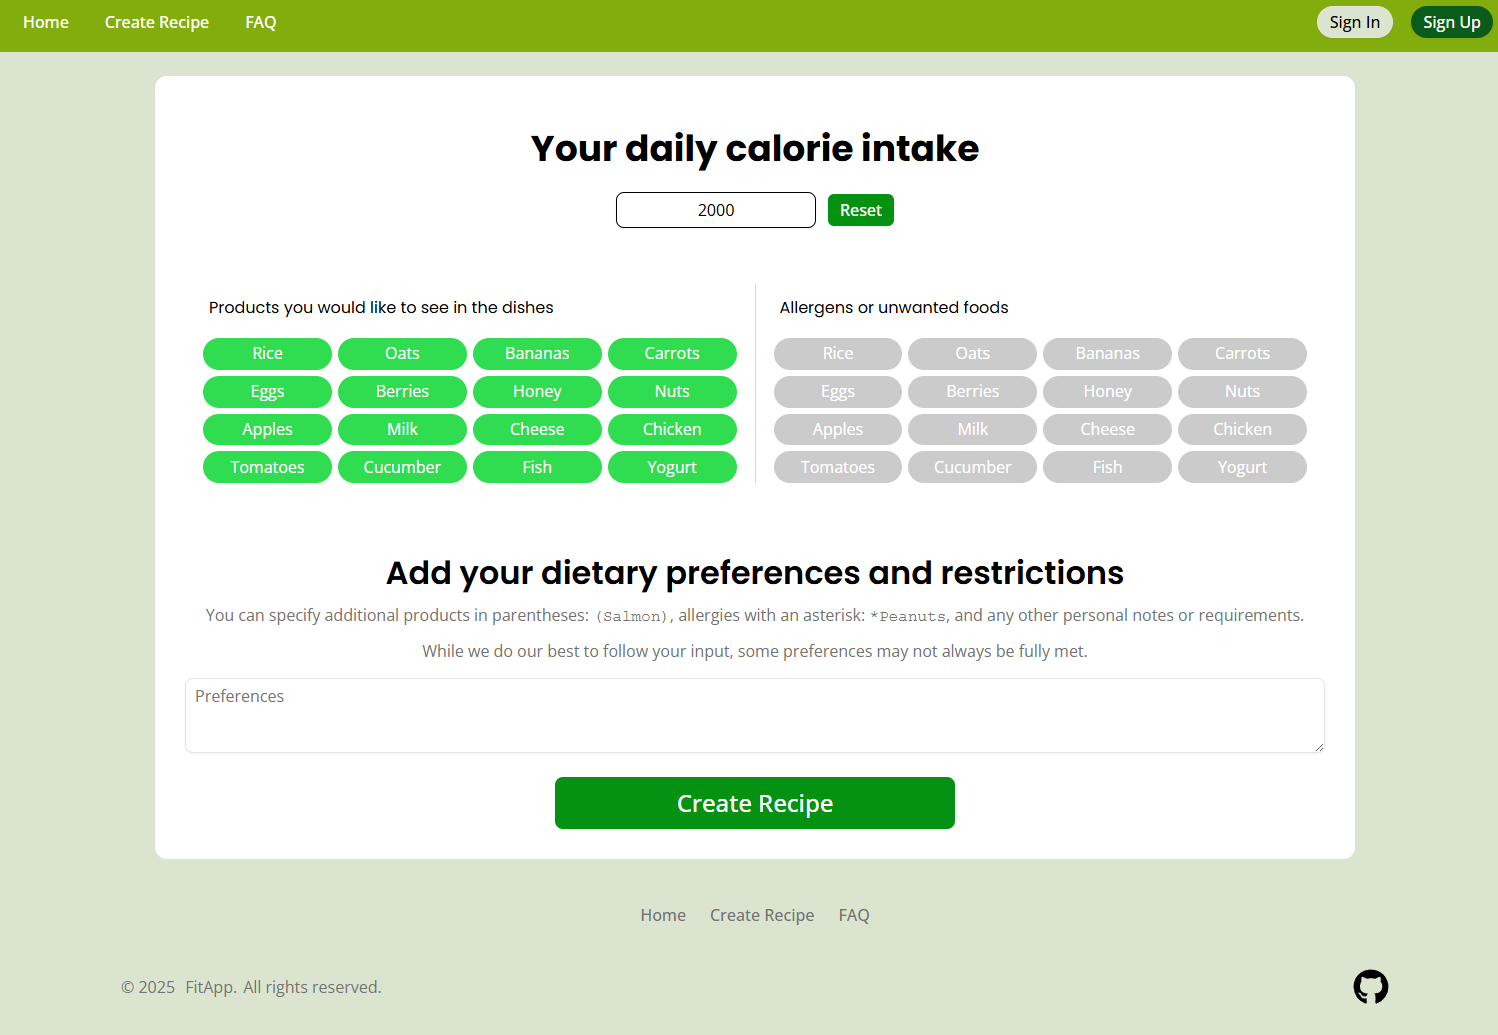 Home Create Recipe FAQ Sign In Sign Up
Your daily calorie intake
2000 Reset
Products you would like to see in the dishes
Rice Oats Bananas Carrots
Eggs Berries Honey Nuts
Apples Milk Cheese Chicken
Tomatoes Cucumber Fish Yogurt
Allergens or unwanted foods
Rice Oats Bananas Carrots
Eggs Berries Honey Nuts
Apples Milk Cheese Chicken
Tomatoes Cucumber Fish Yogurt
Add your dietary preferences and restrictions
You can specify additional products in parentheses: (Salmon), allergies with an asterisk: *Peanuts, and any other personal notes or requirements.
While we do our best to follow your input, some preferences may not always be fully met.
Preferences
Create Recipe
Home Create Recipe FAQ
© 2025 FitApp. All rights reserved.